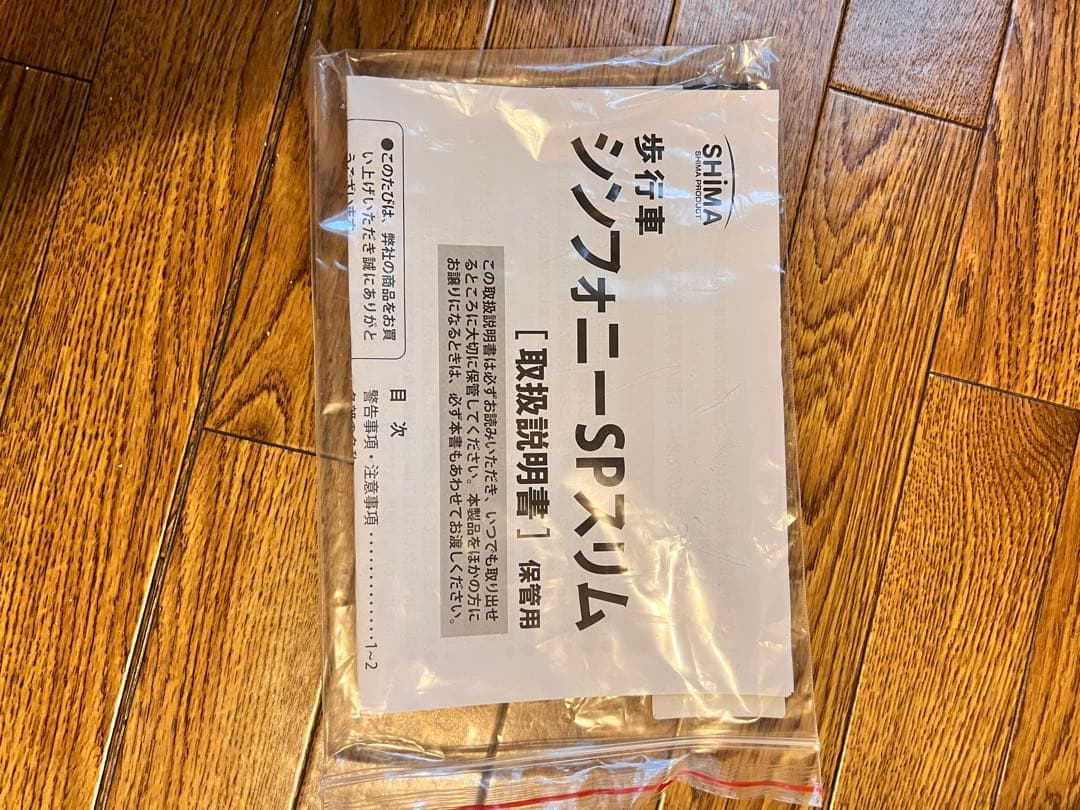 SHiMA
SHIMA PRODUCT
歩行車
シンフォニーSPスリム
[取扱説明書] 保管用
この取扱説明書は必ずお読みいただき、いつでも取り出せ
るところに大切に保管してください。本製品をほかの方に
お譲りになるときは、必ず本書もあわせてお渡しください。
●このたびは、弊社の商品をお買
い上げいただき誠にありがと
うございます
目 次
警告事項・注意事項 ・・・・・・・・・・・・1~2